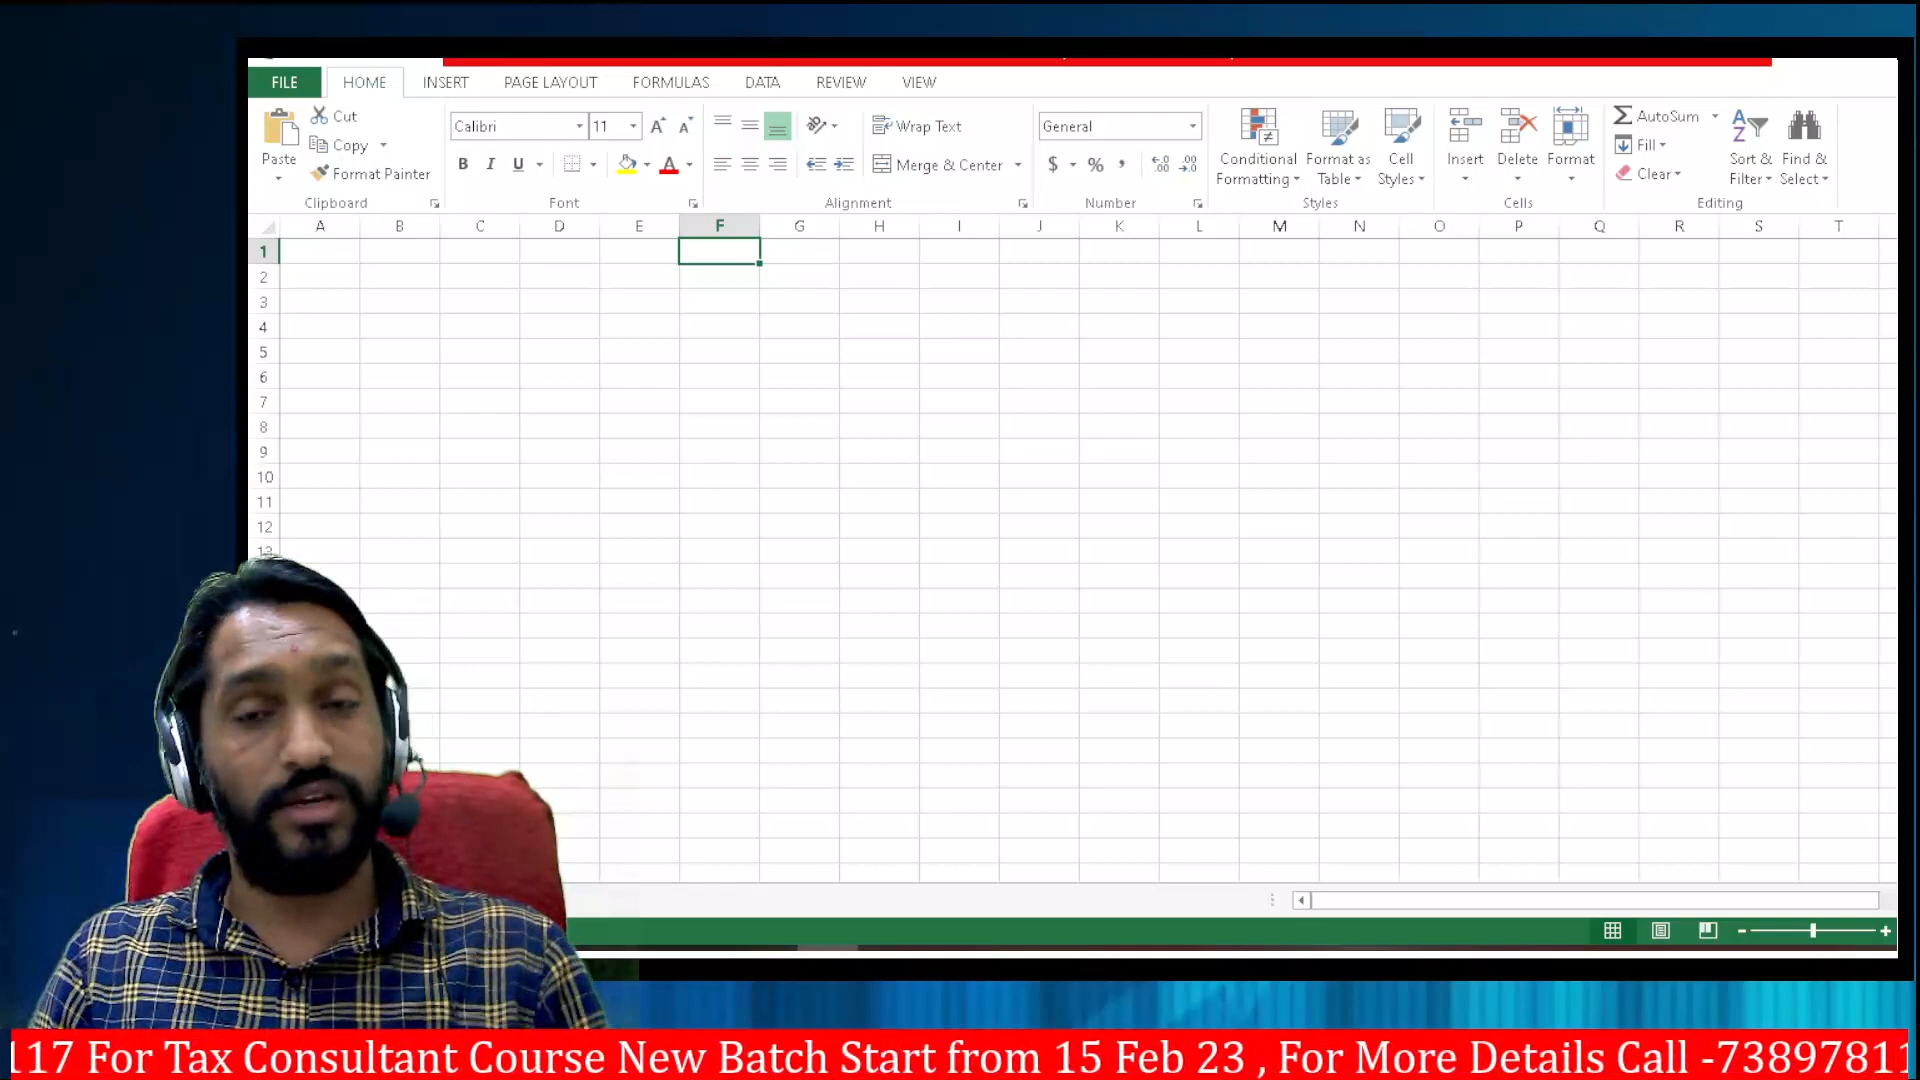 FILE HOME INSERT PAGE LAYOUT FORMULAS DATA REVIEW VIEW
Paste
Cut
Copy
Format Painter
Clipboard
Calibri 11
B I U A
Font
Wrap Text
Merge & Center
Alignment
General
$ % ,
Number
Conditional Formatting
Format as Table
Cell Styles
Styles
Insert
Delete
Format
Cells
AutoSum
Fill
Clear
Sort & Filter
Find & Select
Editing
A B C D E F G H I J K L M N O P Q R S T
1
2
3
4
5
6
7
8
9
10
11
12
13
117 For Tax Consultant Course New Batch Start from 15 Feb 23 , For More Details Call -73897811